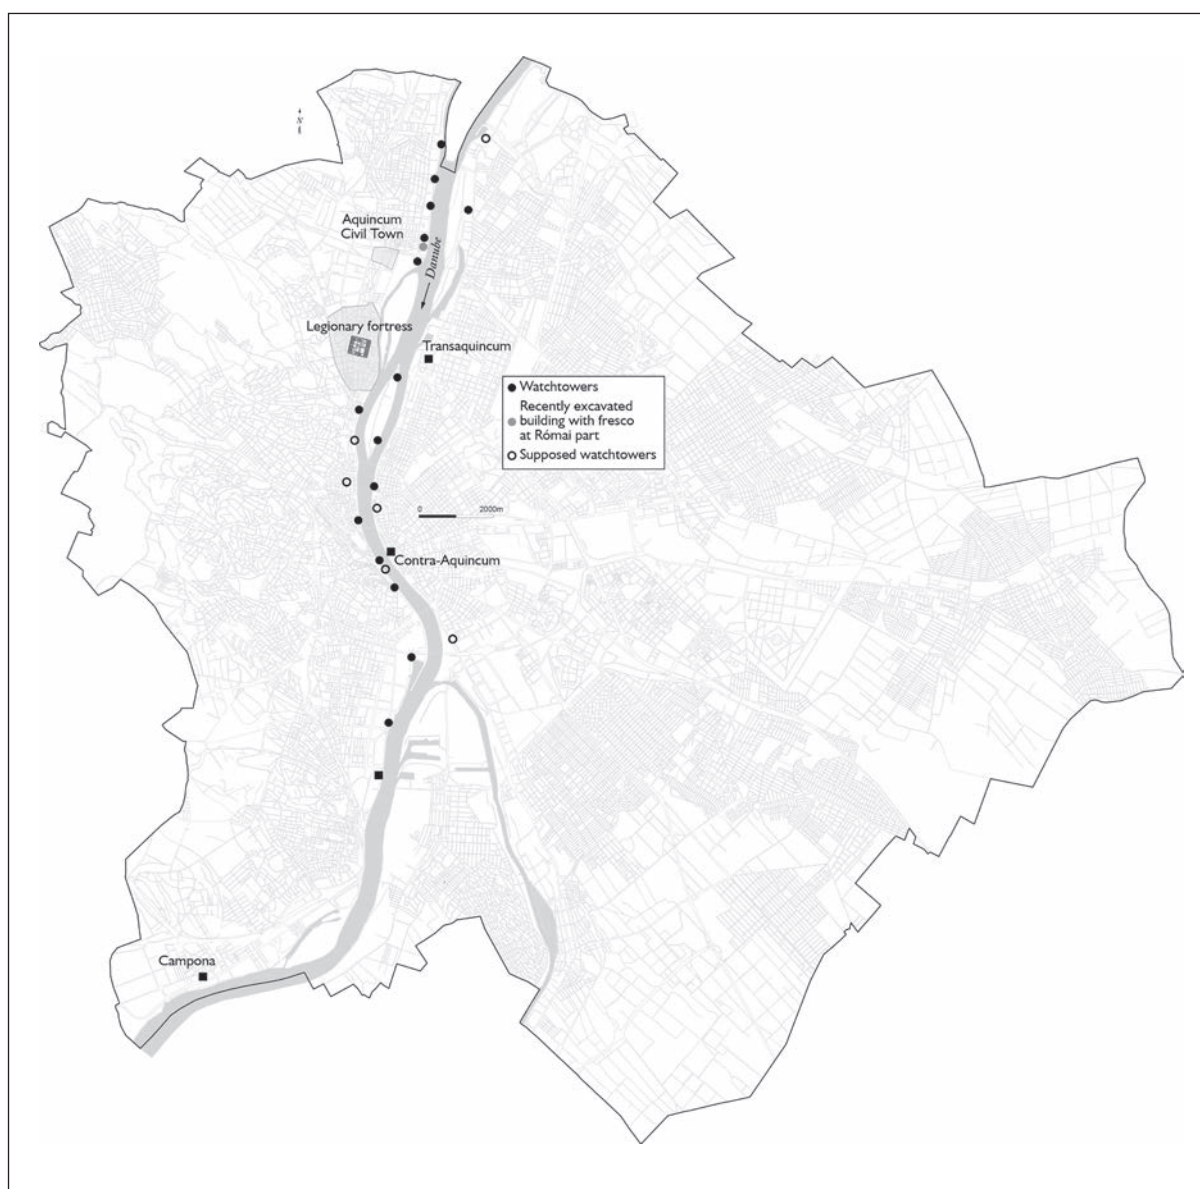 N
Aquincum
Civil Town
Danube
Legionary fortress
Transaquincum
Watchtowers
Recently excavated
building with fresco
at Római part
Supposed watchtowers
0 2000m
Contra-Aquincum
Campona